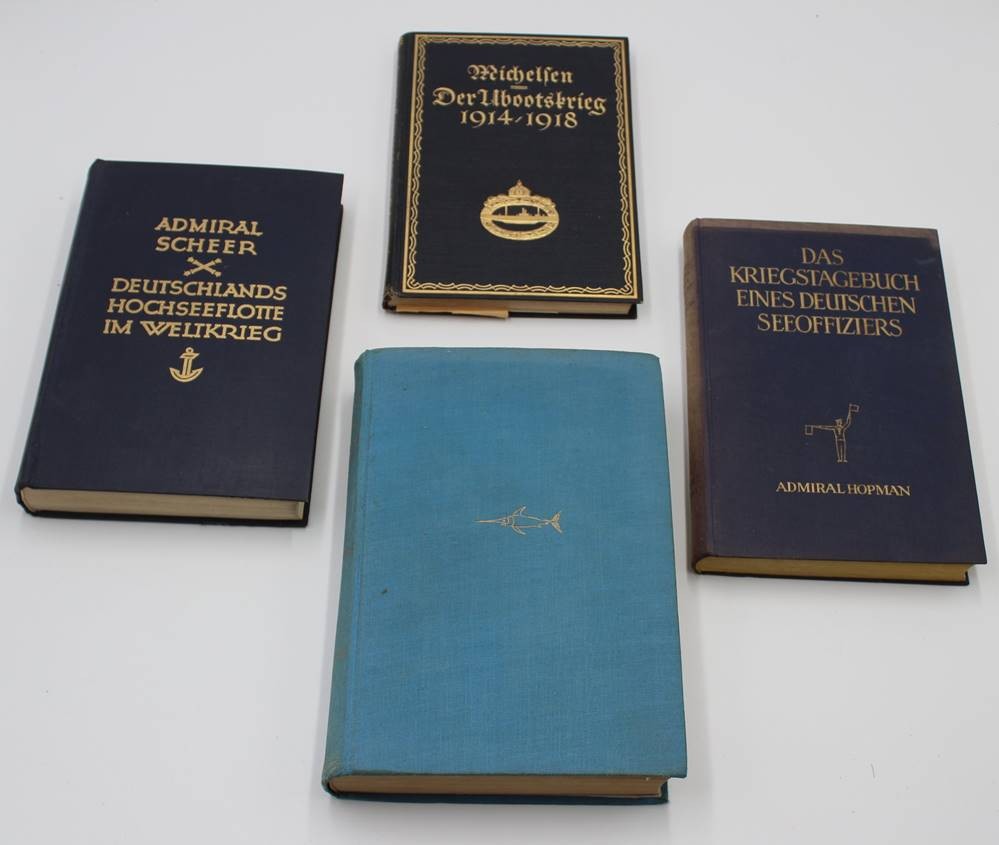 Michelsen
Der Ubootskrieg
1914-1918
ADMIRAL
SCHEER
DEUTSCHLANDS
HOCHSEEFLOTTE
IM WELTKRIEG
DAS
KRIEGSTAGEBUCH
EINES DEUTSCHEN
SEEOFFIZIERS
ADMIRAL HOPMAN